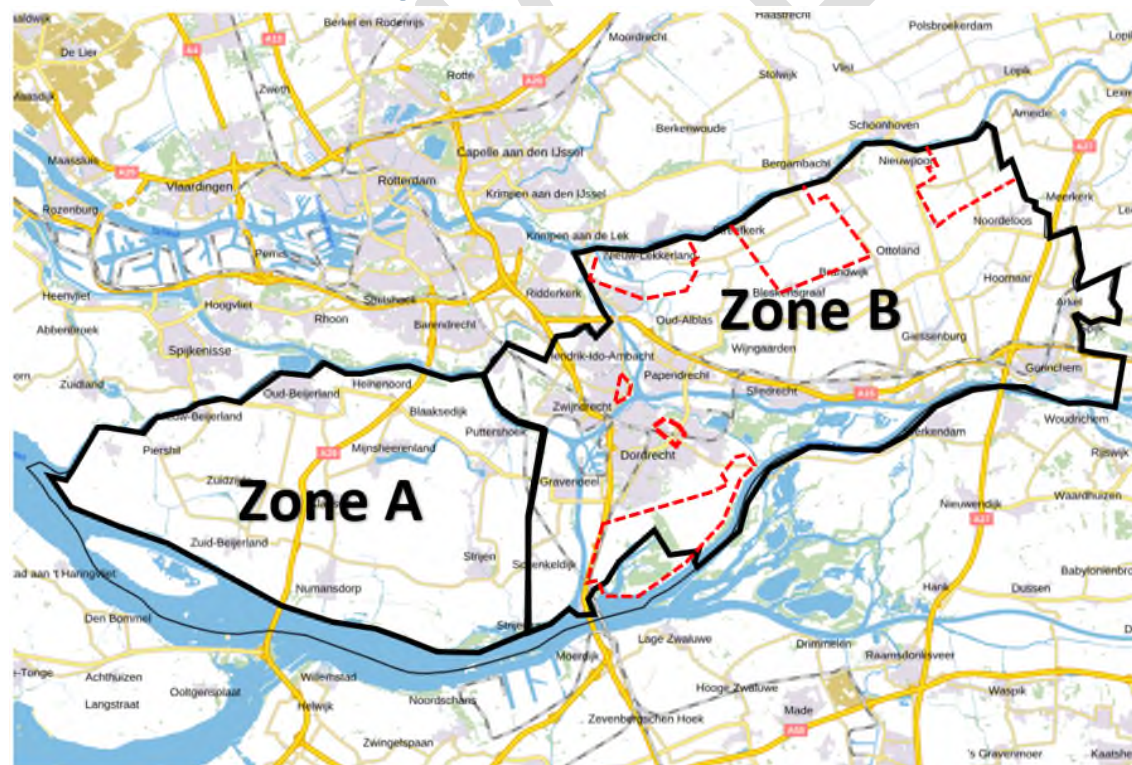 Berkel en Rodenrijs
Haastrecht
Polsbroekerdam
De Lier
A4
A13
Moordrecht
Rotte
A20
Stolwijk
Vlist
Lopik
Zweth
Maasdijk
Ameide
Berkenwoude
Schoonhoven
A27
Maassluis
A20
Capelle aan den IJssel
Bergambacht
Nieuwpoort
Vlaardingen
Rotterdam
Krimpen aan den IJssel
Meerkerk
Rozenburg
Noordeloos
Krimpen aan de Lek
Streefkerk
Pernis
Nieuw-Lekkerland
Ottoland
Brandwijk
Hoornaar
Heenvliet
Hoogvliet
Ridderkerk
Bleskensgraaf
Arkel
Rhoon
Barendrecht
Oud-Alblas
Zone B
Abbenbroek
Giessenburg
Spijkenisse
Hendrik-Ido-Ambacht
Wijngaarden
Gorinchem
Zuidland
Heinenoord
Papendrecht
Oud-Beijerland
Sliedrecht
A15
Blaaksedijk
Zwijndrecht
Nieuw-Beijerland
Woudrichem
Puttershoek
Werkendam
Piershil
A29
Mijnsheerenland
Dordrecht
Rijswijk
Zone A
's Gravendeel
Nieuwendijk
Waardhuizen
A27
Zuid-Beijerland
Strijen
Schenkeldijk
Babyloniënbroek
Numansdorp
Hank
Dussen
Den Bommel
Lage Zwaluwe
Drimmelen
Moerdijk
Raamsdonksveer
Achthuizen
Willemstad
Ooltgensplaat
Noordschans
Hooge Zwaluwe
Waspik
Langstraat
Helwijk
Made
Zevenbergschen Hoek
A59
Zwingelspaan
's Gravenmoer